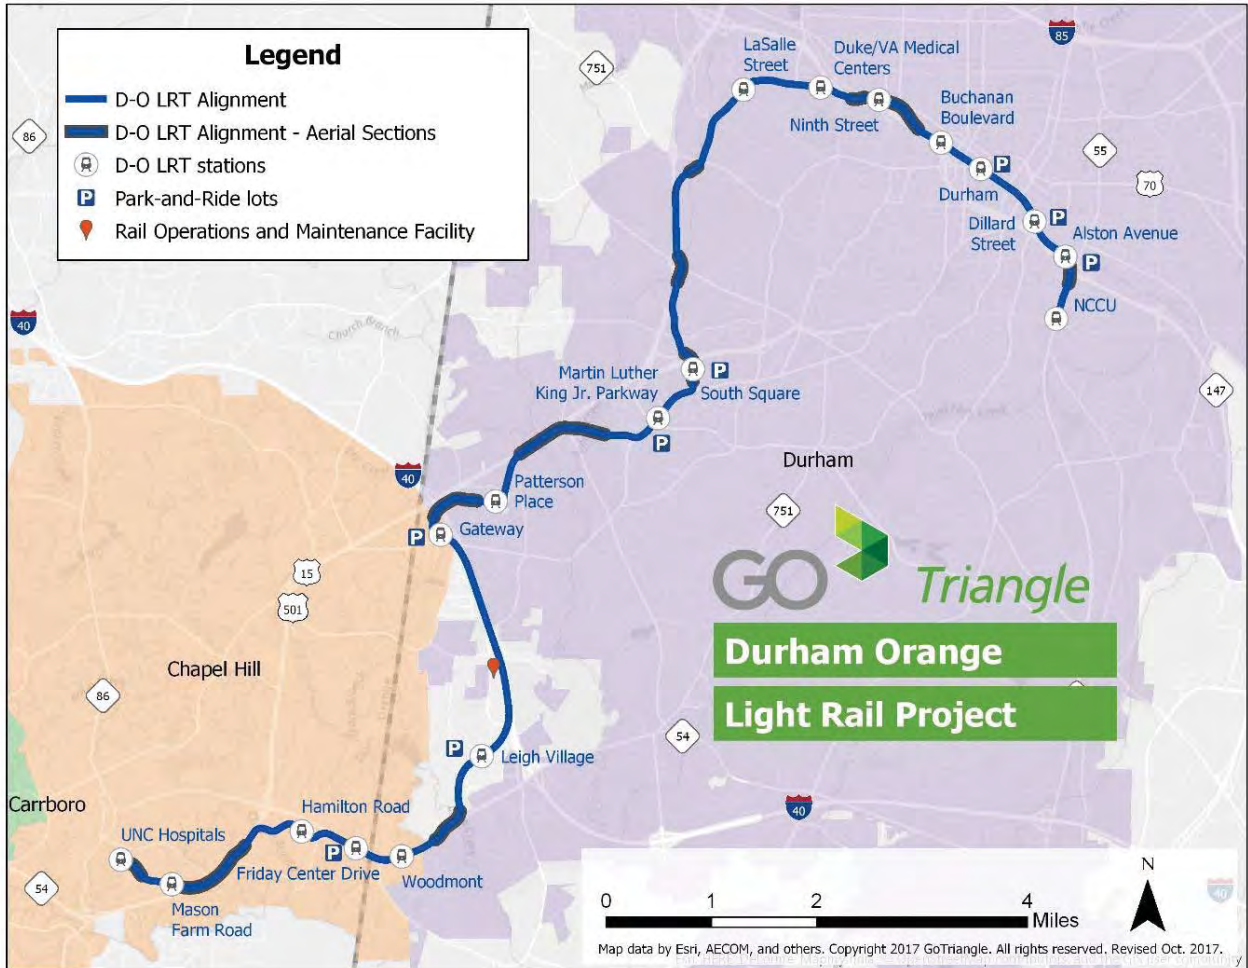 Legend
D-O LRT Alignment
D-O LRT Alignment - Aerial Sections
D-O LRT stations
P
Park-and-Ride lots
Rail Operations and Maintenance Facility
86
40
751
85
55
70
147
LaSalle
Street
Duke/VA Medical
Centers
Ninth Street
Buchanan
Boulevard
P
Durham
Dillard
Street
P
Alston Avenue
P
NCCU
Church Branch
Martin Luther
King Jr. Parkway
P
South Square
P
40
Patterson
Place
P
Gateway
Durham
751
15
501
GO Triangle
Durham Orange
Light Rail Project
Chapel Hill
86
54
P
Leigh Village
40
Carrboro
Hamilton Road
UNC Hospitals
P
Friday Center Drive
Woodmont
54
Mason
Farm Road
N
40
0 1 2 4
Miles
Map data by Esri, AECOM, and others. Copyright 2017 GoTriangle. All rights reserved. Revised Oct. 2017.